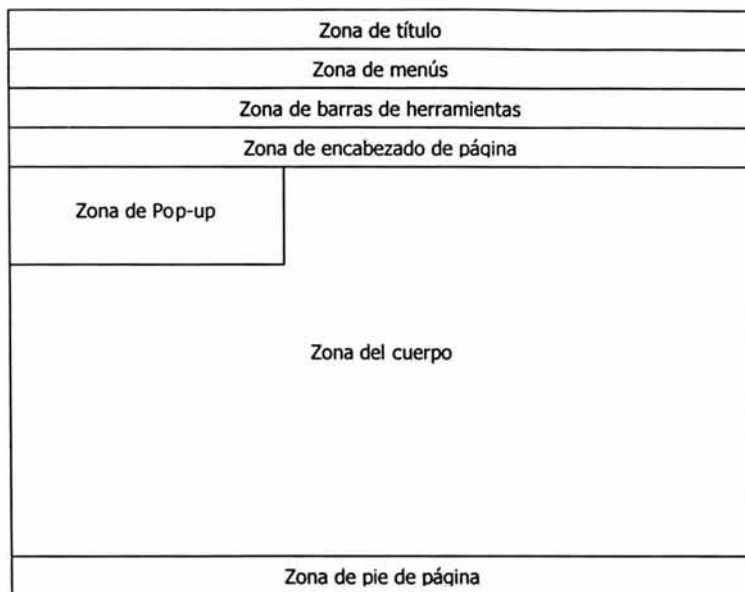 Zona de título
Zona de menús
Zona de barras de herramientas
Zona de encabezado de página
Zona de Pop-up
Zona del cuerpo
Zona de pie de página